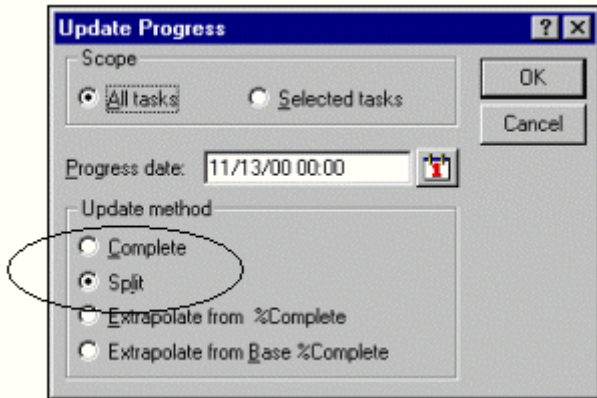 Update Progress
Scope
All tasks
Selected tasks
OK
Cancel
Progress date: 11/13/00 00:00
1
Update method
Complete
Split
Extrapolate from %Complete
Extrapolate from Base %Complete